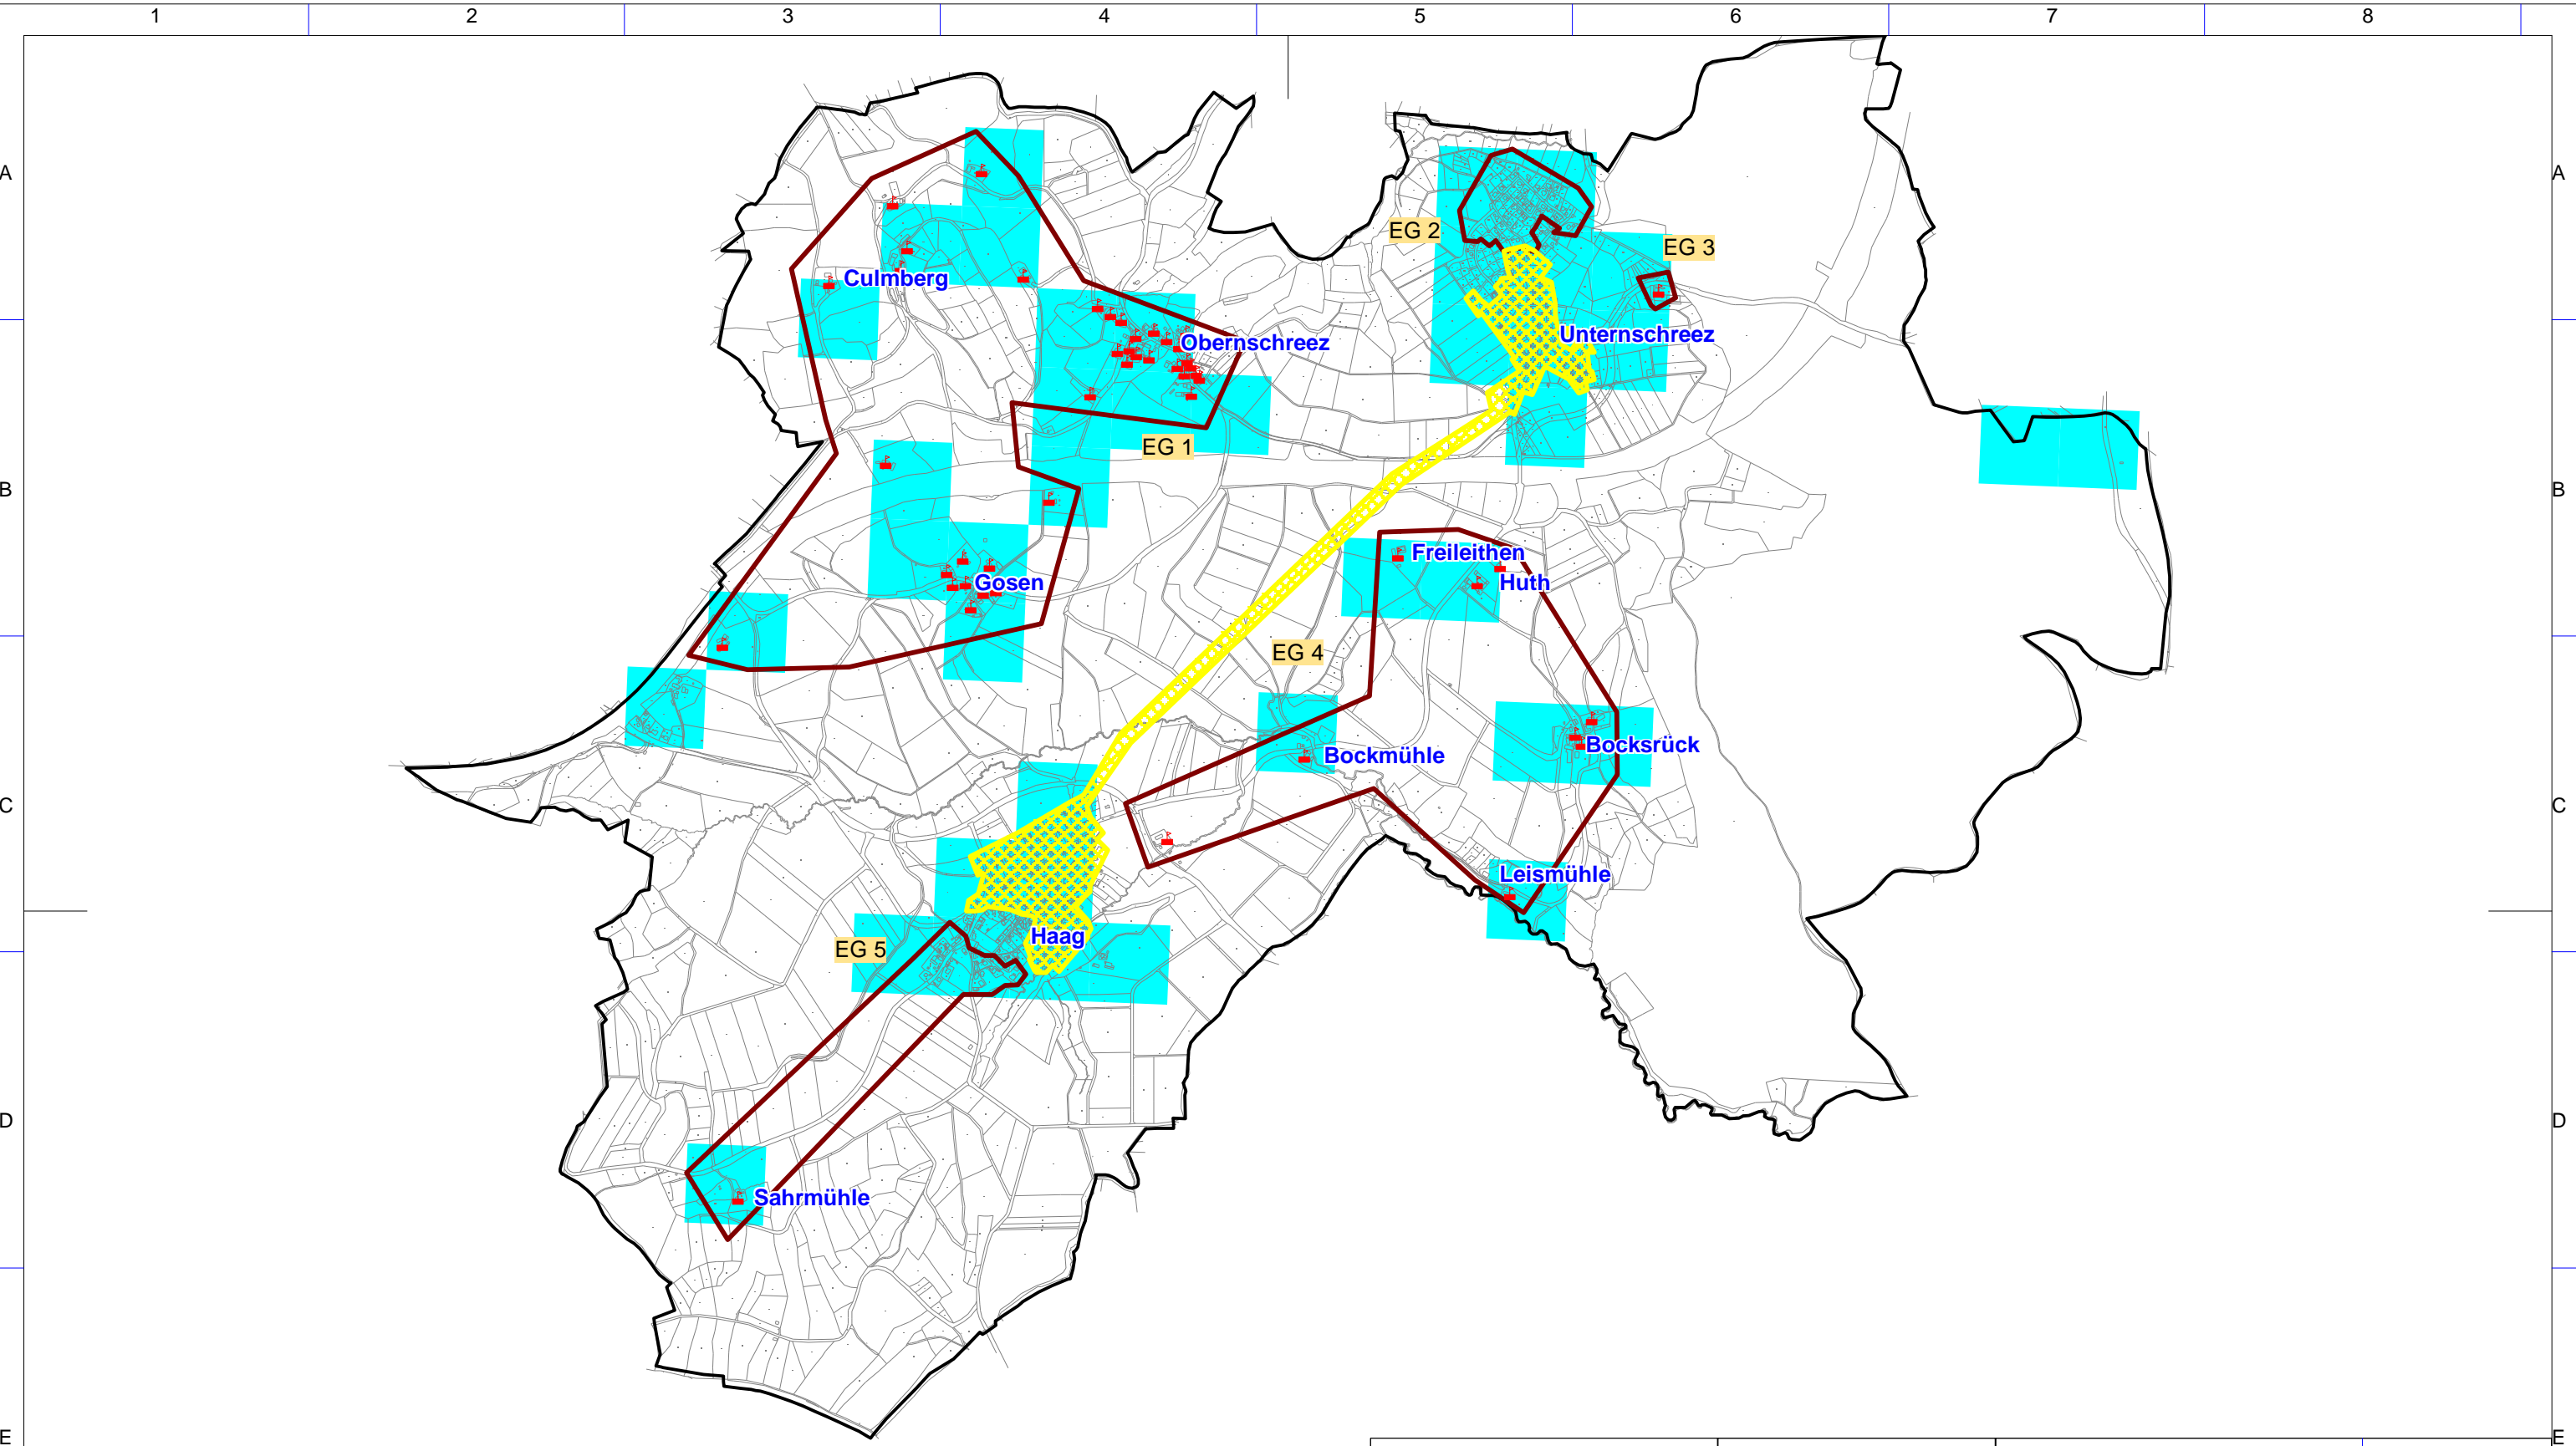 1 2 3 4 5 6 7 8
A A
EG 2
EG 3
Culmberg
Unternschreez
Obernschreez
EG 1
B B
Freileithen
Gosen Huth
EG 4
Bocksrück
Bockmühle
C C
Leismühle
Haag
EG 5
D D
Sahrmühle
E E